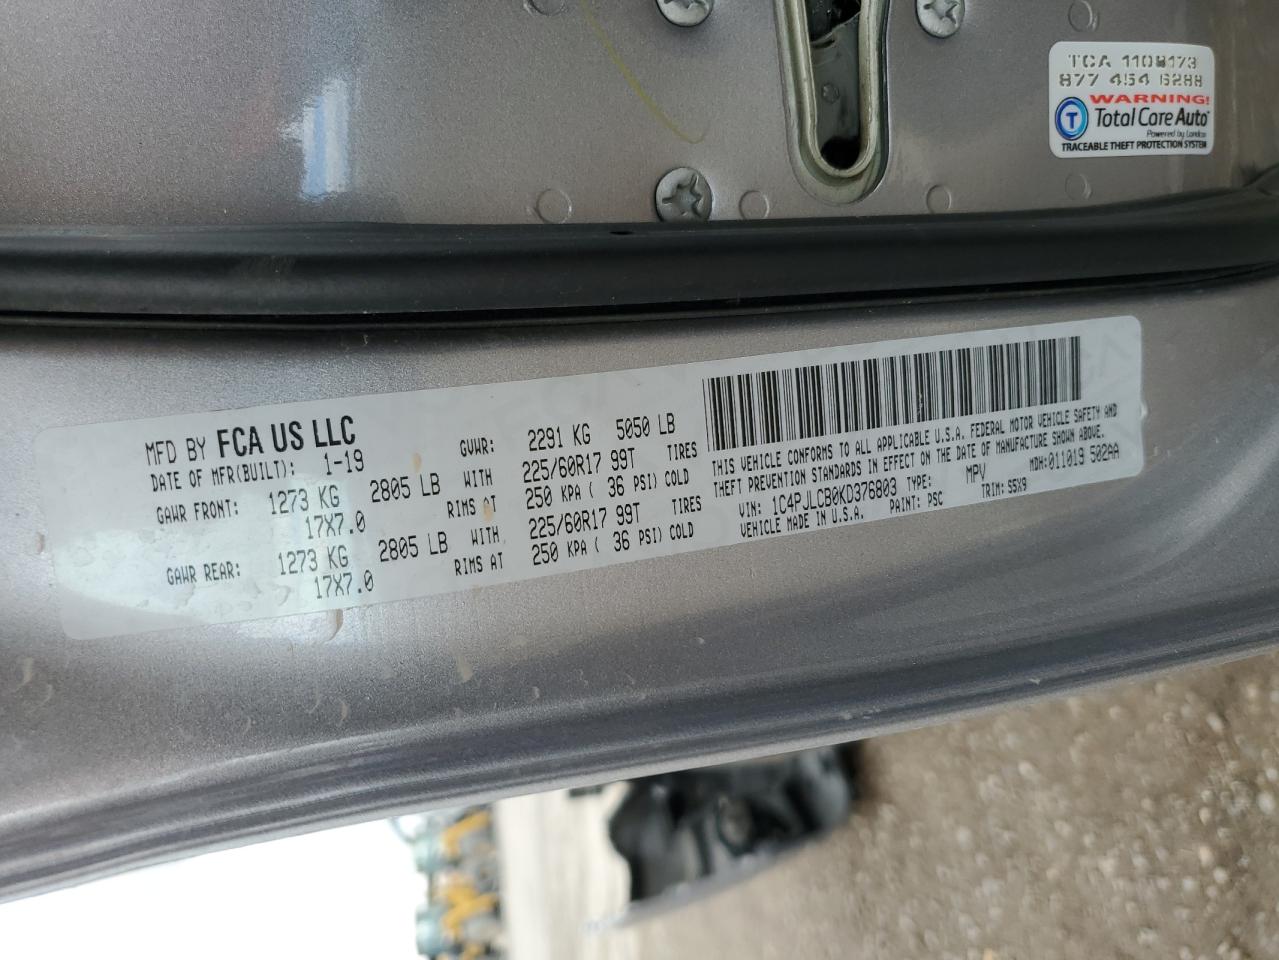 TCA 1108173
877 454 6288
WARNING!
T Total Care Auto
Powered by Landcar
TRACEABLE THEFT PROTECTION SYSTEM
MFD BY FCA US LLC
DATE OF MFR(BUILT): 1-19
GVWR: 2291 KG 5050 LB
GAWR FRONT: 1273 KG 2805 LB WITH 225/60R17 99T TIRES
17X7.0 RIMS AT 250 KPA ( 36 PSI) COLD
GAWR REAR: 1273 KG 2805 LB WITH 225/60R17 99T TIRES
17X7.0 RIMS AT 250 KPA ( 36 PSI) COLD
THIS VEHICLE CONFORMS TO ALL APPLICABLE U.S.A. FEDERAL MOTOR VEHICLE SAFETY AND
THEFT PREVENTION STANDARDS IN EFFECT ON THE DATE OF MANUFACTURE SHOWN ABOVE.
VIN: 1C4PJLCB0KD376803 TYPE: MPV MDH:011019 502AA
VEHICLE MADE IN U.S.A. PAINT: PSC TRIM: S5X9